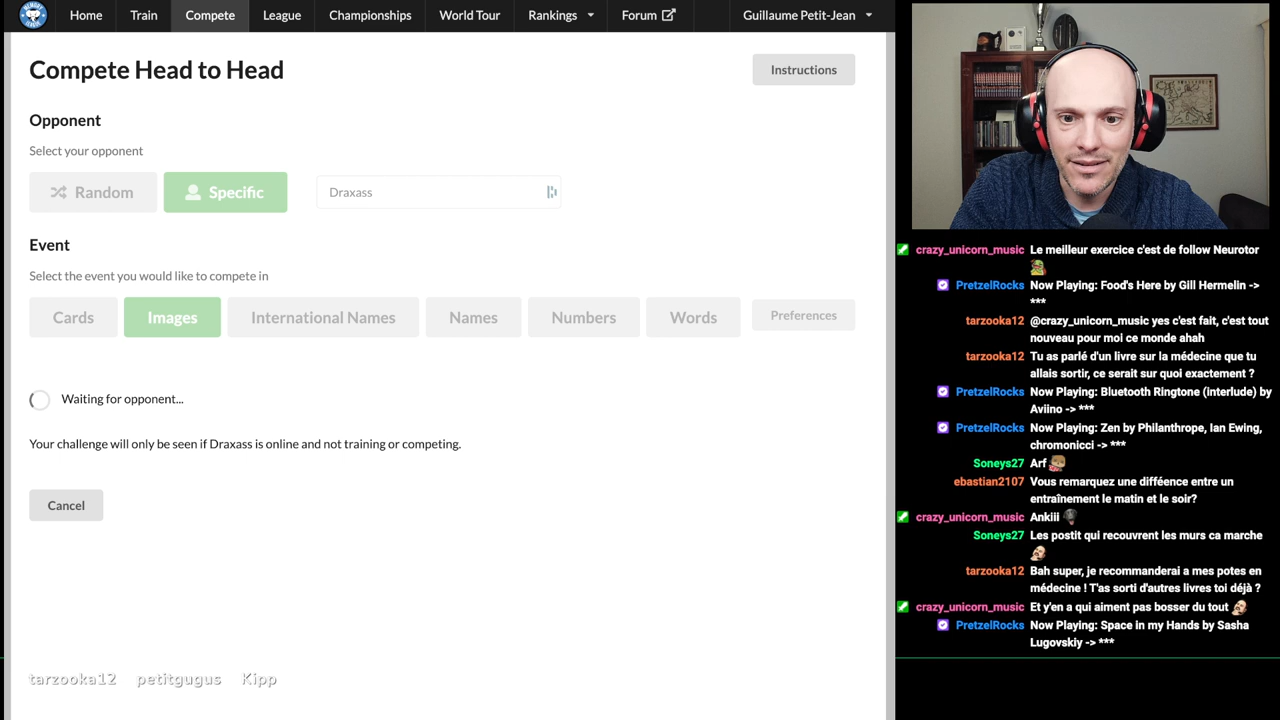 Home Train Compete League Championships World Tour Rankings Forum Guillaume Petit-Jean
Compete Head to Head
Instructions
Opponent
Select your opponent
Random Specific Draxass
Event
Select the event you would like to compete in
Cards Images International Names Names Numbers Words Preferences
Waiting for opponent...
Your challenge will only be seen if Draxass is online and not training or competing.
Cancel
tarzooka12 petitgugus Kipp
crazy_unicorn_music Le meilleur exercice c'est de follow Neurotor
PretzelRocks Now Playing: Food's Here by Gill Hermelin ->
***
tarzooka12 @crazy_unicorn_music yes c'est fait, c'est tout
nouveau pour moi ce monde ahah
tarzooka12 Tu as parlé d'un livre sur la médecine que tu
allais sortir, ce serait sur quoi exactement ?
PretzelRocks Now Playing: Bluetooth Ringtone (interlude) by
Aviino -> ***
PretzelRocks Now Playing: Zen by Philanthrope, Ian Ewing,
chromonicci -> ***
Soneys27 Arf
ebastian2107 Vous remarquez une difféence entre un
entraînement le matin et le soir?
crazy_unicorn_music Ankiii
Soneys27 Les postit qui recouvrent les murs ca marche
tarzooka12 Bah super, je recommanderai a mes potes en
médecine ! T'as sorti d'autres livres toi déjà ?
crazy_unicorn_music Et y'en a qui aiment pas bosser du tout
PretzelRocks Now Playing: Space in my Hands by Sasha
Lugovskiy -> ***